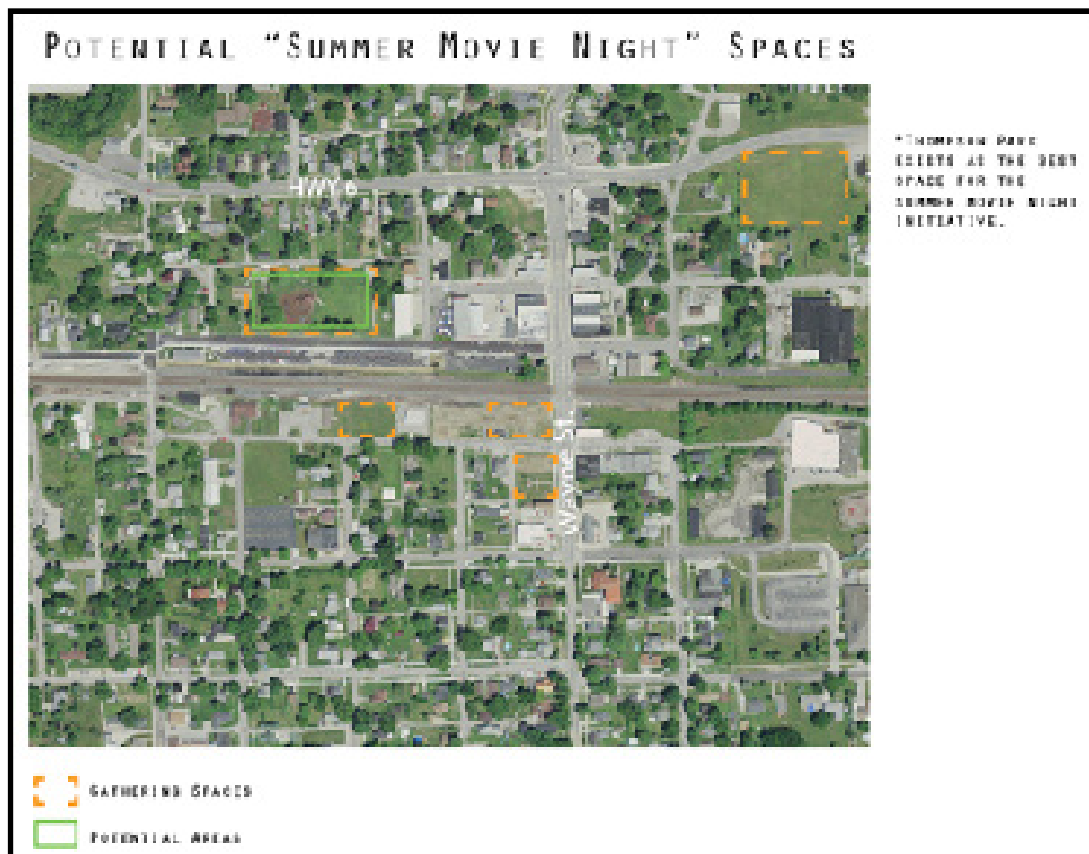 POTENTIAL "SUMMER MOVIE NIGHT" SPACES
*THOMPSON PARK
EXISTS AS THE BEST
SPACE FOR THE
SUMMER MOVIE NIGHT
INITIATIVE.
HWY 6
Wayne St.
GATHERING SPACES
POTENTIAL AREAS